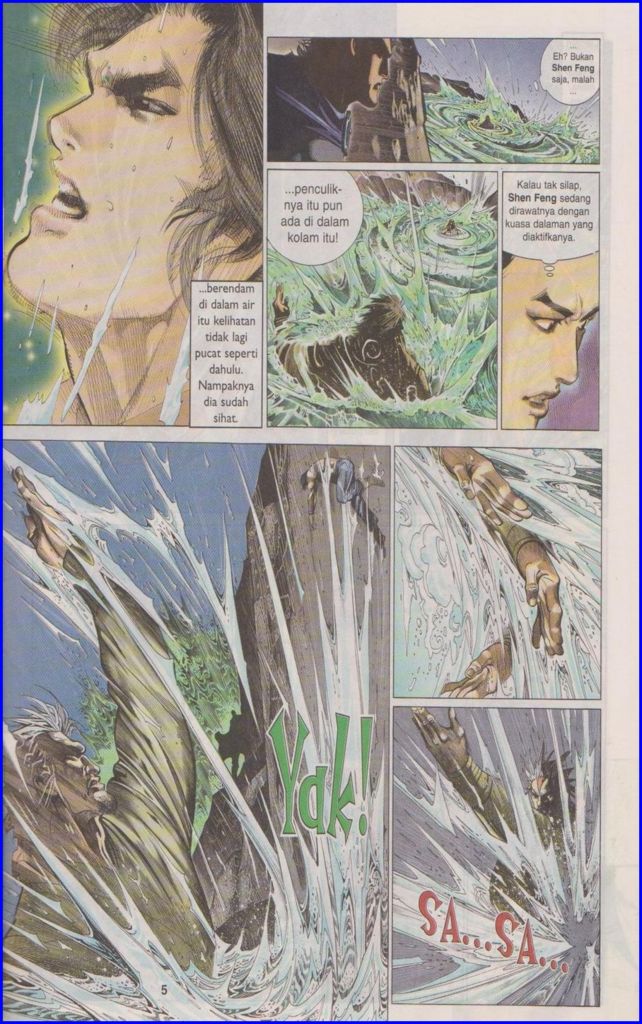 ...berendam
di dalam air
itu kelihatan
tidak lagi
pucat seperti
dahulu.
Nampaknya
dia sudah
sihat.
...
Eh? Bukan
Shen Feng
saja, malah
...
...penculik-
nya itu pun
ada di dalam
kolam itu!
Kalau tak silap,
Shen Feng sedang
dirawatnya dengan
kuasa dalaman yang
diaktifkanya.
Yak!
SA...SA...
5